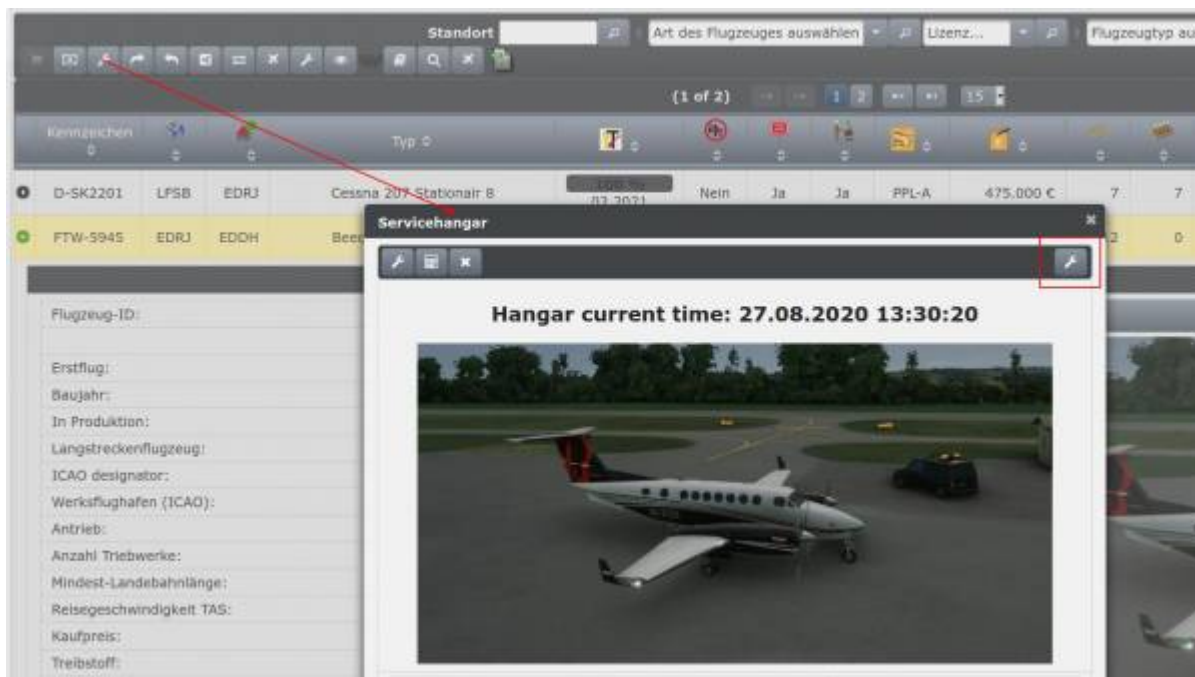 Standort
Art des Flugzeuges auswählen
Lizenz...
Flugzeugtyp au
(1 of 2)
1 2
15
Kennzeichen
Typ
T
D-SK2201 LFSB EDRJ Cessna 207 Stationair 8 Nein Ja Ja PPL-A 475.000 € 7 7
FTW-5945 EDRJ EDDH Beec 2 0
Servicehangar
Hangar current time: 27.08.2020 13:30:20
Flugzeug-ID:
Erstflug:
Baujahr:
In Produktion:
Langstreckenflugzeug:
ICAO designator:
Werksflughafen (ICAO):
Antrieb:
Anzahl Triebwerke:
Mindest-Landebahnlänge:
Reisegeschwindigkeit TAS:
Kaufpreis:
Treibstoff: